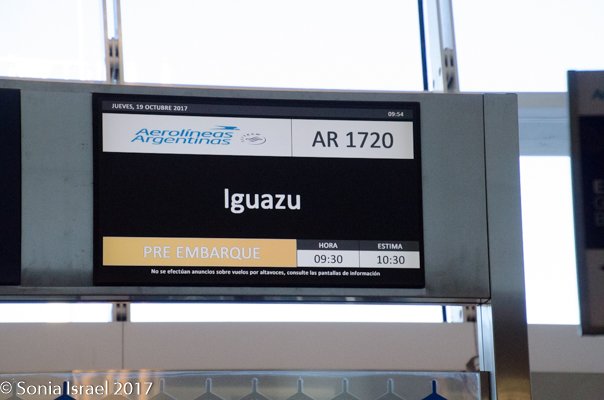 JUEVES, 19 OCTUBRE 2017 09:54
Aerolíneas Argentinas AR 1720
Iguazu
PRE EMBARQUE
HORA ESTIMA
09:30 10:30
No se efectúan anuncios sobre vuelos por altavoces, consulte las pantallas de información
© Sonia Israel 2017